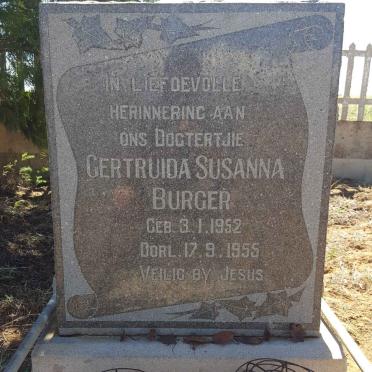 IN LIEFDEVOLLE
HERINNERING AAN
ONS DOGTERTJIE
GERTRUIDA SUSANNA
BURGER
GEB. 3.1.1952
OORL. 17.9.1955
VEILIG BY JESUS